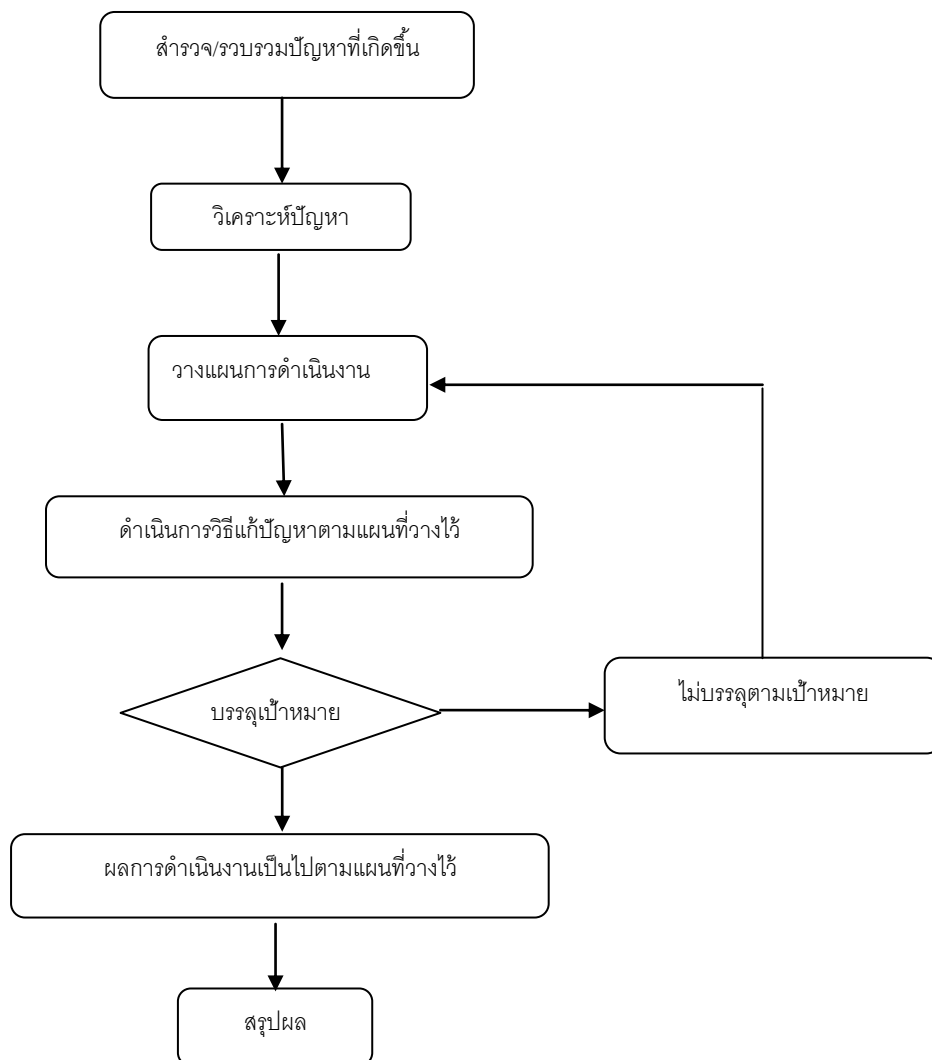 สำรวจ/รวบรวมปัญหาที่เกิดขึ้น
วิเคราะห์ปัญหา
วางแผนการดำเนินงาน
ดำเนินการวิธีแก้ปัญหาตามแผนที่วางไว้
บรรลุเป้าหมาย
ไม่บรรลุตามเป้าหมาย
ผลการดำเนินงานเป็นไปตามแผนที่วางไว้
สรุปผล